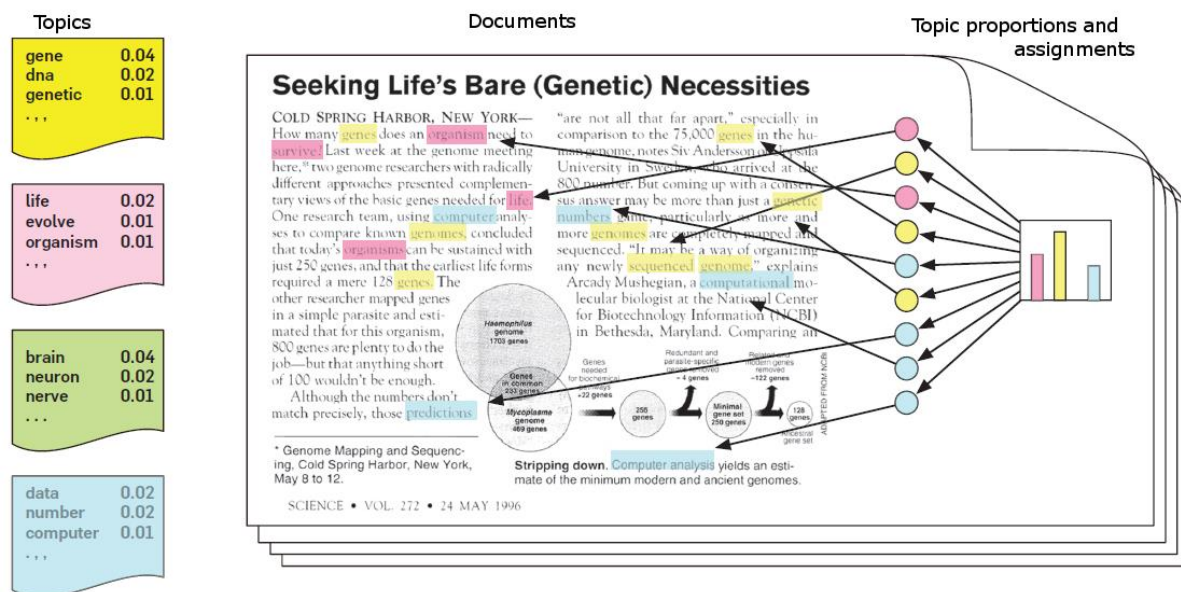 Topics
gene 0.04
dna 0.02
genetic 0.01
. , ,
life 0.02
evolve 0.01
organism 0.01
. , ,
brain 0.04
neuron 0.02
nerve 0.01
. . .
data 0.02
number 0.02
computer 0.01
. , ,
Documents
Seeking Life's Bare (Genetic) Necessities
COLD SPRING HARBOR, NEW YORK—
How many genes does an organism need to
survive? Last week at the genome meeting
here,* two genome researchers with radically
different approaches presented complemen-
tary views of the basic genes needed for life.
One research team, using computer analy-
ses to compare known genomes, concluded
that today's organisms can be sustained with
just 250 genes, and that the earliest life forms
required a mere 128 genes. The
other researcher mapped genes
in a simple parasite and esti-
mated that for this organism,
800 genes are plenty to do the
job—but that anything short
of 100 wouldn't be enough.
Although the numbers don't
match precisely, those predictions
* Genome Mapping and Sequenc-
ing, Cold Spring Harbor, New York,
May 8 to 12.
"are not all that far apart," especially in
comparison to the 75,000 genes in the hu-
man genome, notes Siv Andersson of Uppsala
University in Sweden, who arrived at the
800 number. But coming up with a consen-
sus answer may be more than just a genetic
numbers game, particularly as more and
more genomes are completely mapped and
sequenced. "It may be a way of organizing
any newly sequenced genome," explains
Arcady Mushegian, a computational mo-
lecular biologist at the National Center
for Biotechnology Information (NCBI)
in Bethesda, Maryland. Comparing an
Haemophilus
genome
1703 genes
Genes
in common
233 genes
Mycoplasma
genome
469 genes
Genes
needed
for biochemical
pathways
+22 genes
256
genes
Redundant and
parasite-specific
genes removed
- 4 genes
Minimal
gene set
250 genes
Related and
modern genes
removed
-122 genes
128
genes
Ancestral
gene set
ADAPTED FROM NCBI
Stripping down. Computer analysis yields an esti-
mate of the minimum modern and ancient genomes.
SCIENCE • VOL. 272 • 24 MAY 1996
Topic proportions and
assignments